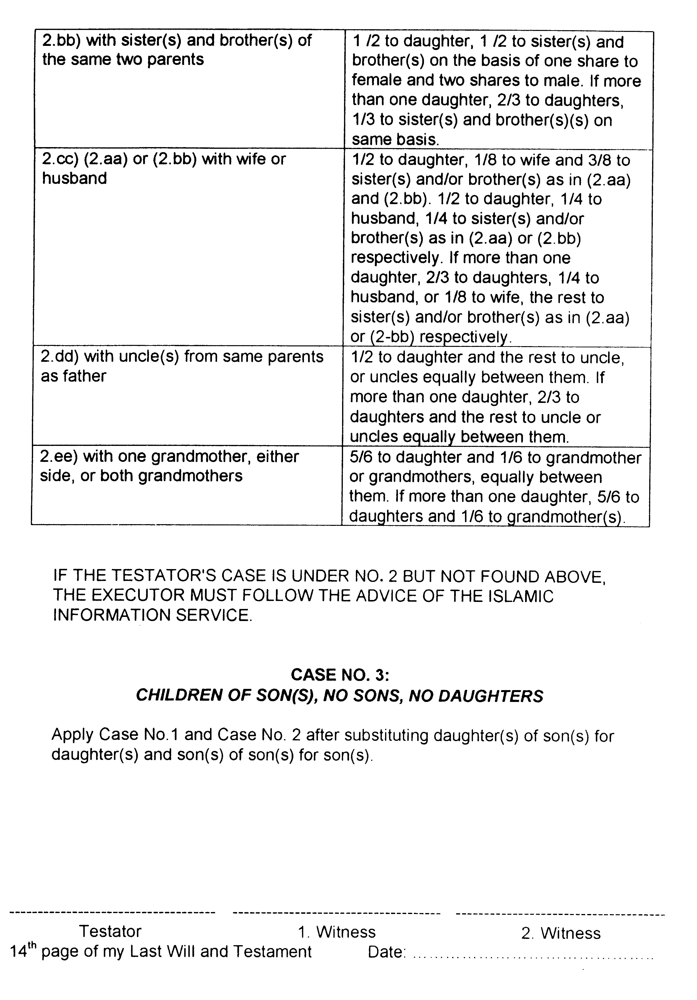 2.bb) with sister(s) and brother(s) of
the same two parents
1 /2 to daughter, 1 /2 to sister(s) and
brother(s) on the basis of one share to
female and two shares to male. If more
than one daughter, 2/3 to daughters,
1/3 to sister(s) and brother(s)(s) on
same basis.
2.cc) (2.aa) or (2.bb) with wife or
husband
1/2 to daughter, 1/8 to wife and 3/8 to
sister(s) and/or brother(s) as in (2.aa)
and (2.bb). 1/2 to daughter, 1/4 to
husband, 1/4 to sister(s) and/or
brother(s) as in (2.aa) or (2.bb)
respectively. If more than one
daughter, 2/3 to daughters, 1/4 to
husband, or 1/8 to wife, the rest to
sister(s) and/or brother(s) as in (2.aa)
or (2-bb) respectively.
2.dd) with uncle(s) from same parents
as father
1/2 to daughter and the rest to uncle,
or uncles equally between them. If
more than one daughter, 2/3 to
daughters and the rest to uncle or
uncles equally between them.
2.ee) with one grandmother, either
side, or both grandmothers
5/6 to daughter and 1/6 to grandmother
or grandmothers, equally between
them. If more than one daughter, 5/6 to
daughters and 1/6 to grandmother(s).
IF THE TESTATOR'S CASE IS UNDER NO. 2 BUT NOT FOUND ABOVE,
THE EXECUTOR MUST FOLLOW THE ADVICE OF THE ISLAMIC
INFORMATION SERVICE.
CASE NO. 3:
CHILDREN OF SON(S), NO SONS, NO DAUGHTERS
Apply Case No.1 and Case No. 2 after substituting daughter(s) of son(s) for
daughter(s) and son(s) of son(s) for son(s).
Testator 1. Witness 2. Witness
14th page of my Last Will and Testament Date: ............................................